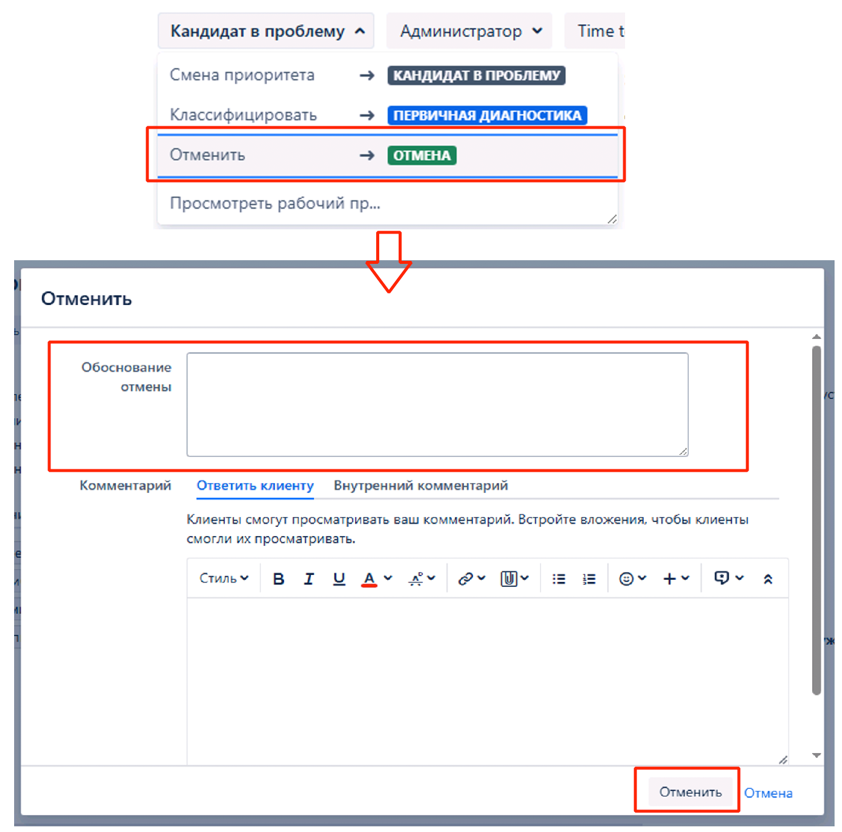 Кандидат в проблему Администратор Time t
Смена приоритета → КАНДИДАТ В ПРОБЛЕМУ
Классифицировать → ПЕРВИЧНАЯ ДИАГНОСТИКА
Отменить → ОТМЕНА
Просмотреть рабочий пр...
Отменить
Обоснование
отмены
Комментарий Ответить клиенту Внутренний комментарий
Клиенты смогут просматривать ваш комментарий. Встройте вложения, чтобы клиенты
смогли их просматривать.
Стиль B I U A
Отменить Отмена